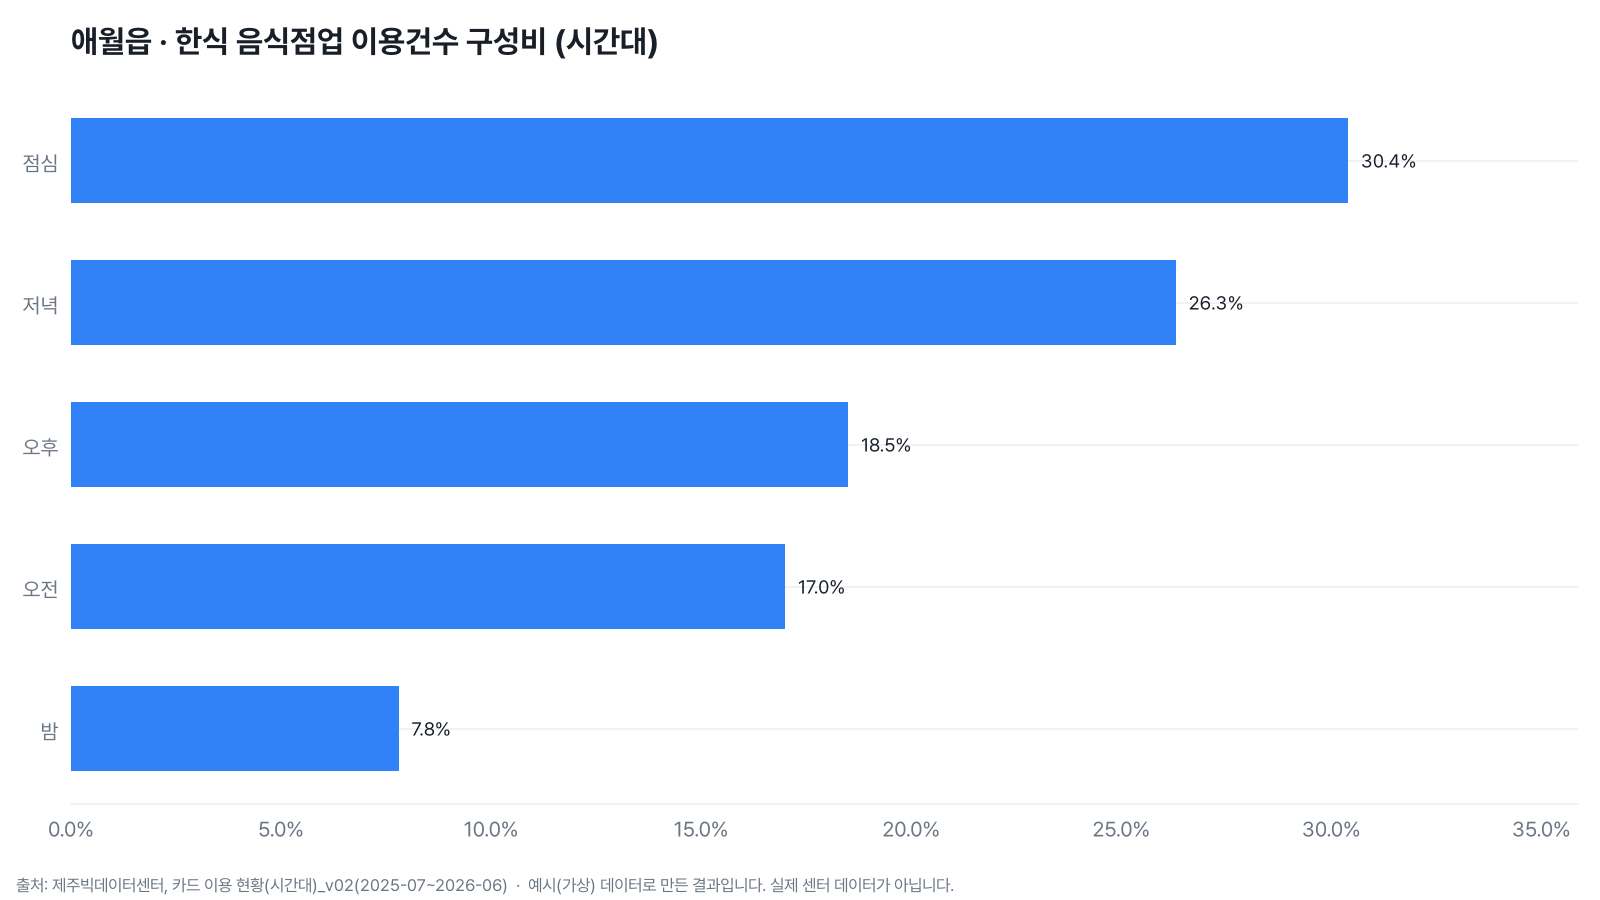 애월읍 · 한식 음식점업 이용건수 구성비 (시간대)
점심 30.4%
저녁 26.3%
오후 18.5%
오전 17.0%
밤 7.8%
0.0% 5.0% 10.0% 15.0% 20.0% 25.0% 30.0% 35.0%
출처: 제주빅데이터센터, 카드 이용 현황(시간대)_v02(2025-07~2026-06) · 예시(가상) 데이터로 만든 결과입니다. 실제 센터 데이터가 아닙니다.